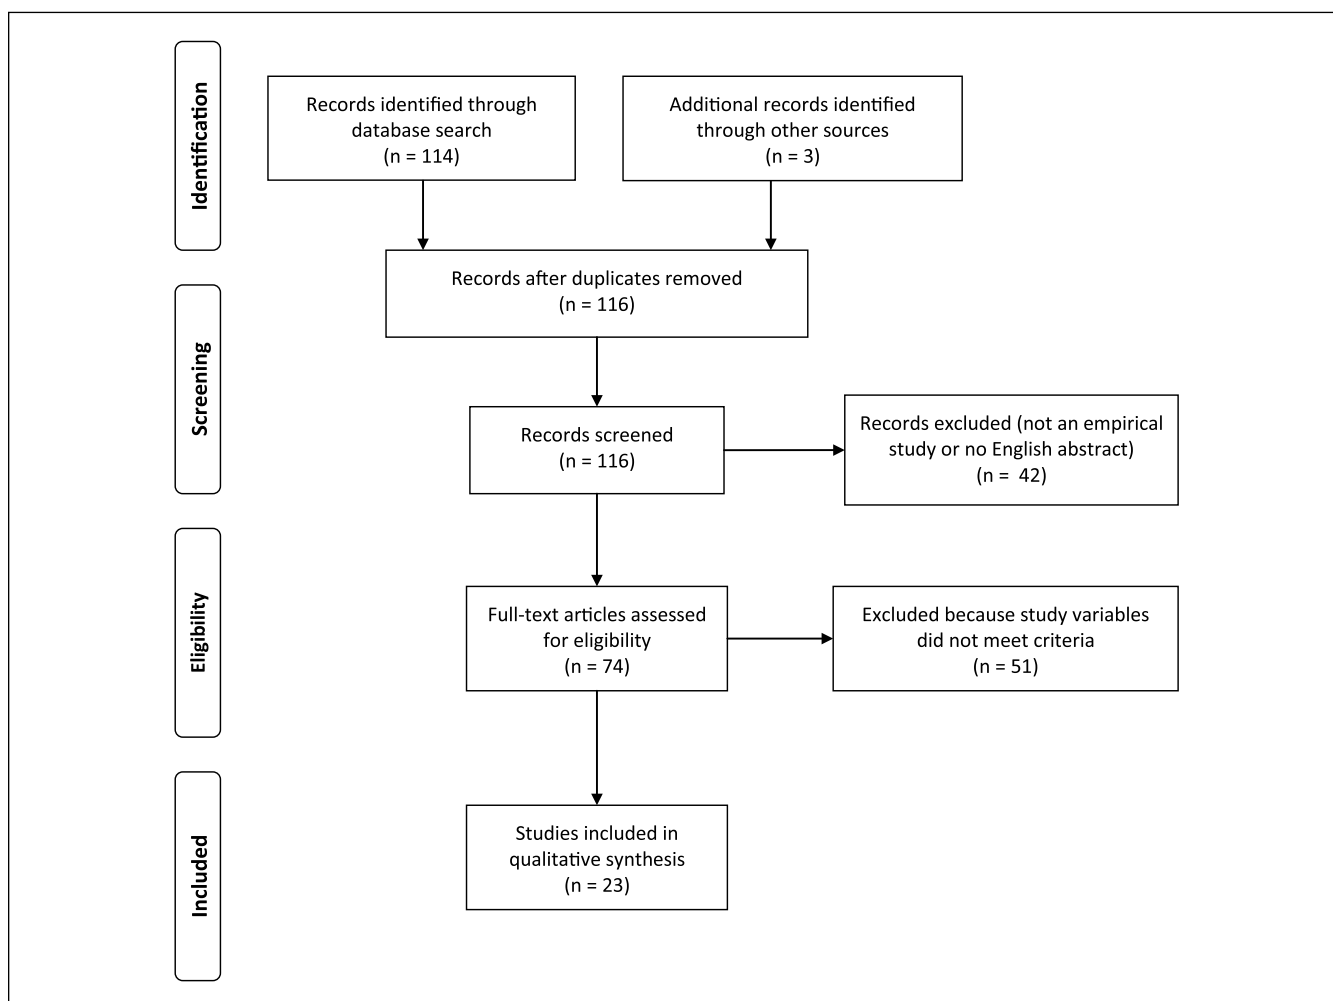 Identification
Records identified through
database search
(n = 114)
Additional records identified
through other sources
(n = 3)
Records after duplicates removed
(n = 116)
Screening
Records screened
(n = 116)
Records excluded (not an empirical
study or no English abstract)
(n =  42)
Eligibility
Full-text articles assessed
for eligibility
(n = 74)
Excluded because study variables
did not meet criteria
(n = 51)
Included
Studies included in
qualitative synthesis
(n = 23)